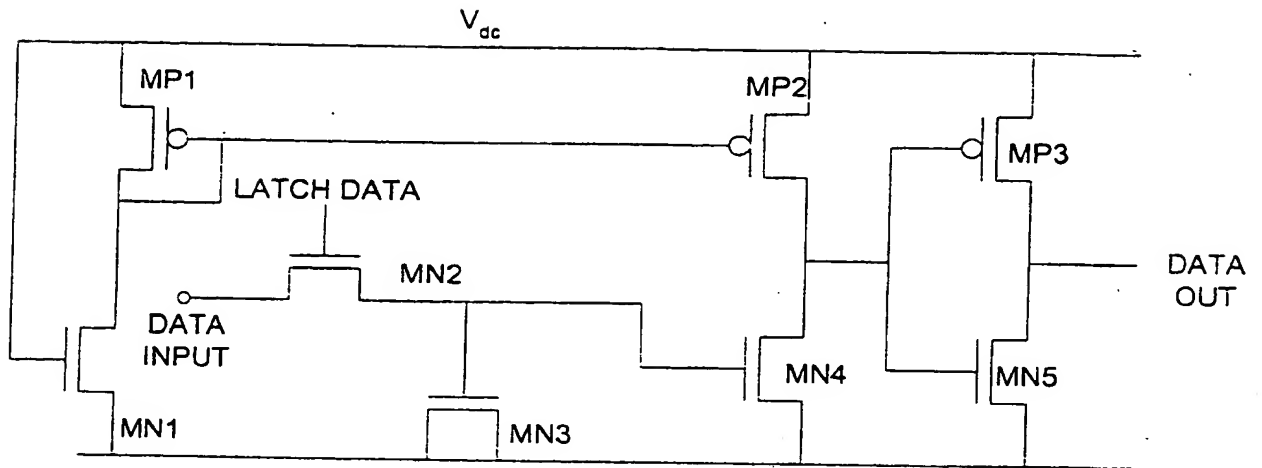 V_dc
MP1
MP2
MP3
LATCH DATA
MN2
DATA
INPUT
DATA
OUT
MN4
MN5
MN1
MN3